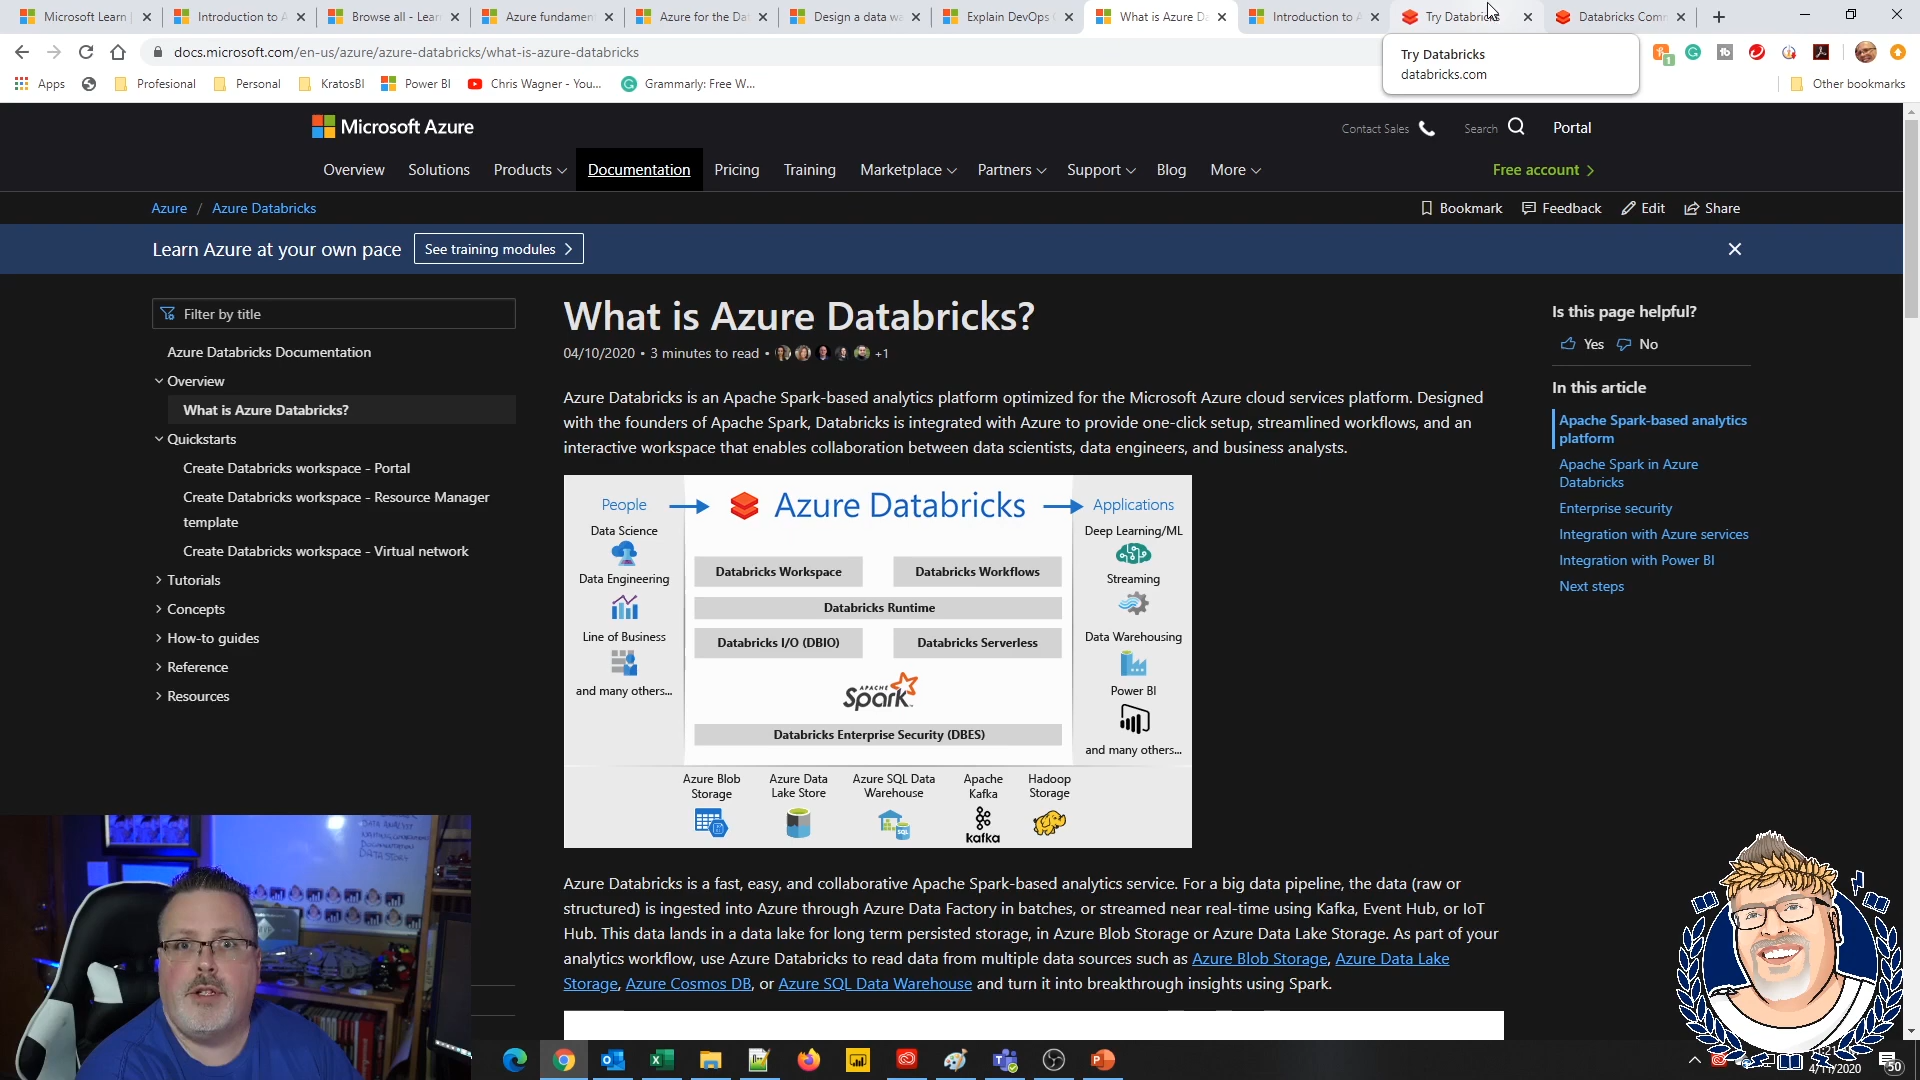 Microsoft Learn
Introduction to A
Browse all - Lear
Azure fundamen
Azure for the Da
Design a data wa
Explain DevOps
What is Azure D
Introduction to A
Try Databricks
Databricks Com
docs.microsoft.com/en-us/azure/azure-databricks/what-is-azure-databricks
Try Databricks
databricks.com
Apps
Profesional
Personal
KratosBI
Power BI
Chris Wagner - You...
Grammarly: Free W...
Other bookmarks
Microsoft Azure
Contact Sales
Search
Portal
Overview
Solutions
Products
Documentation
Pricing
Training
Marketplace
Partners
Support
Blog
More
Free account
Azure / Azure Databricks
Bookmark
Feedback
Edit
Share
Learn Azure at your own pace
See training modules
Filter by title
Azure Databricks Documentation
Overview
What is Azure Databricks?
Quickstarts
Create Databricks workspace - Portal
Create Databricks workspace - Resource Manager
template
Create Databricks workspace - Virtual network
Tutorials
Concepts
How-to guides
Reference
Resources
What is Azure Databricks?
04/10/2020 • 3 minutes to read • +1
Azure Databricks is an Apache Spark-based analytics platform optimized for the Microsoft Azure cloud services platform. Designed
with the founders of Apache Spark, Databricks is integrated with Azure to provide one-click setup, streamlined workflows, and an
interactive workspace that enables collaboration between data scientists, data engineers, and business analysts.
People
Azure Databricks
Applications
Data Science
Data Engineering
Line of Business
and many others...
Databricks Workspace
Databricks Workflows
Databricks Runtime
Databricks I/O (DBIO)
Databricks Serverless
APACHE
Spark
Databricks Enterprise Security (DBES)
Deep Learning/ML
Streaming
Data Warehousing
Power BI
and many others...
Azure Blob
Storage
Azure Data
Lake Store
Azure SQL Data
Warehouse
SQL
Apache
Kafka
kafka
Hadoop
Storage
Azure Databricks is a fast, easy, and collaborative Apache Spark-based analytics service. For a big data pipeline, the data (raw or
structured) is ingested into Azure through Azure Data Factory in batches, or streamed near real-time using Kafka, Event Hub, or IoT
Hub. This data lands in a data lake for long term persisted storage, in Azure Blob Storage or Azure Data Lake Storage. As part of your
analytics workflow, use Azure Databricks to read data from multiple data sources such as Azure Blob Storage, Azure Data Lake
Storage, Azure Cosmos DB, or Azure SQL Data Warehouse and turn it into breakthrough insights using Spark.
Is this page helpful?
Yes
No
In this article
Apache Spark-based analytics
platform
Apache Spark in Azure
Databricks
Enterprise security
Integration with Azure services
Integration with Power BI
Next steps
4/11/2020
50